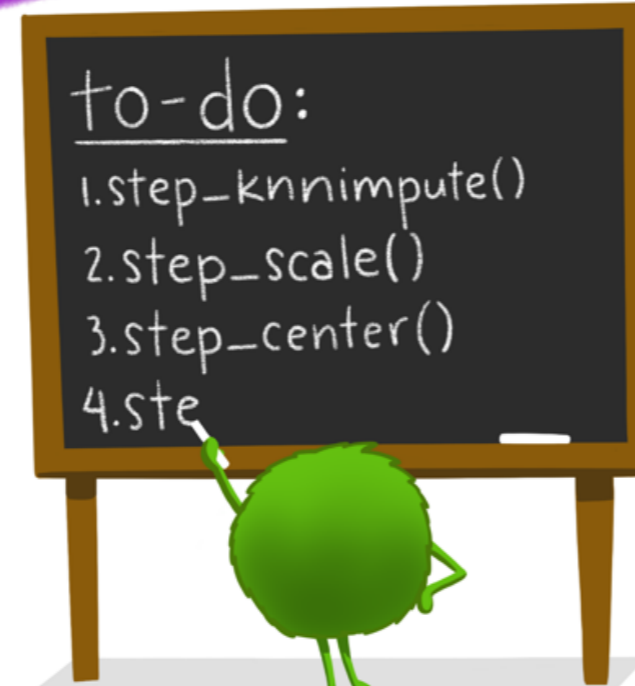 to-do:
1.step_knnimpute()
2.step_scale()
3.step_center()
4.ste